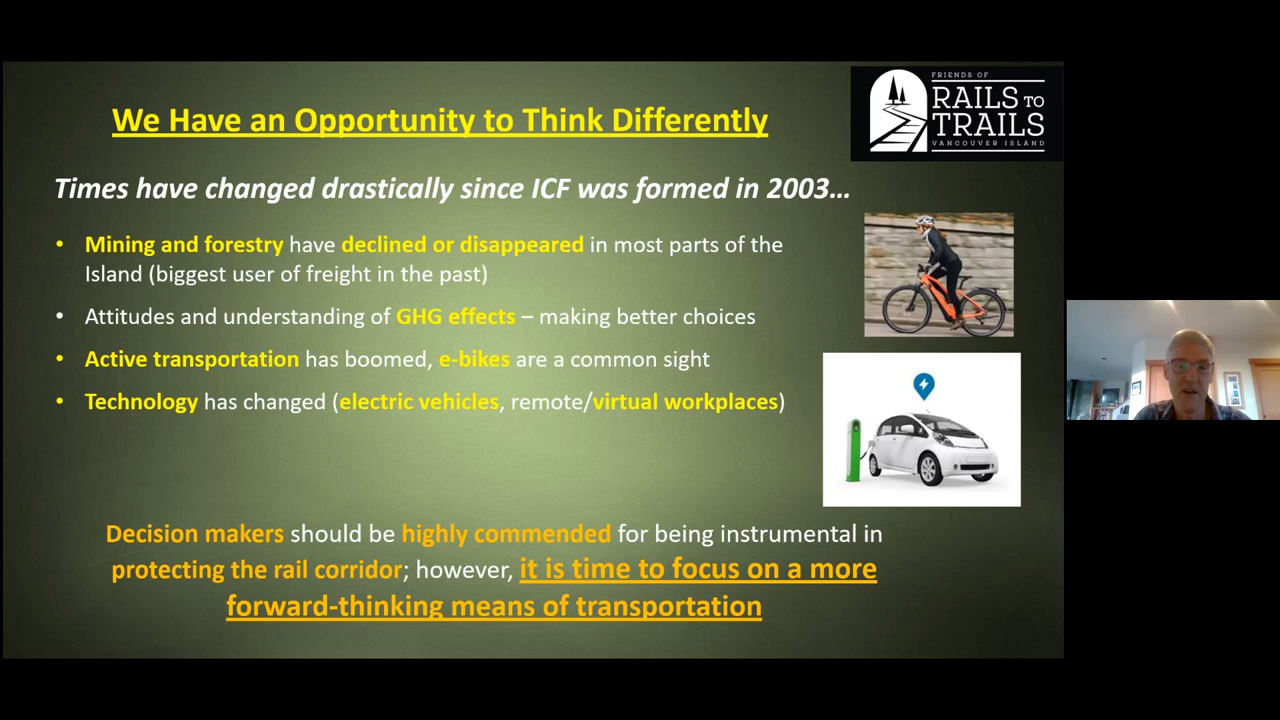 We Have an Opportunity to Think Differently
FRIENDS OF
RAILS TO
TRAILS
VANCOUVER ISLAND
Times have changed drastically since ICF was formed in 2003…
• Mining and forestry have declined or disappeared in most parts of the
Island (biggest user of freight in the past)
• Attitudes and understanding of GHG effects – making better choices
• Active transportation has boomed, e-bikes are a common sight
• Technology has changed (electric vehicles, remote/virtual workplaces)
Decision makers should be highly commended for being instrumental in
protecting the rail corridor; however, it is time to focus on a more
forward-thinking means of transportation